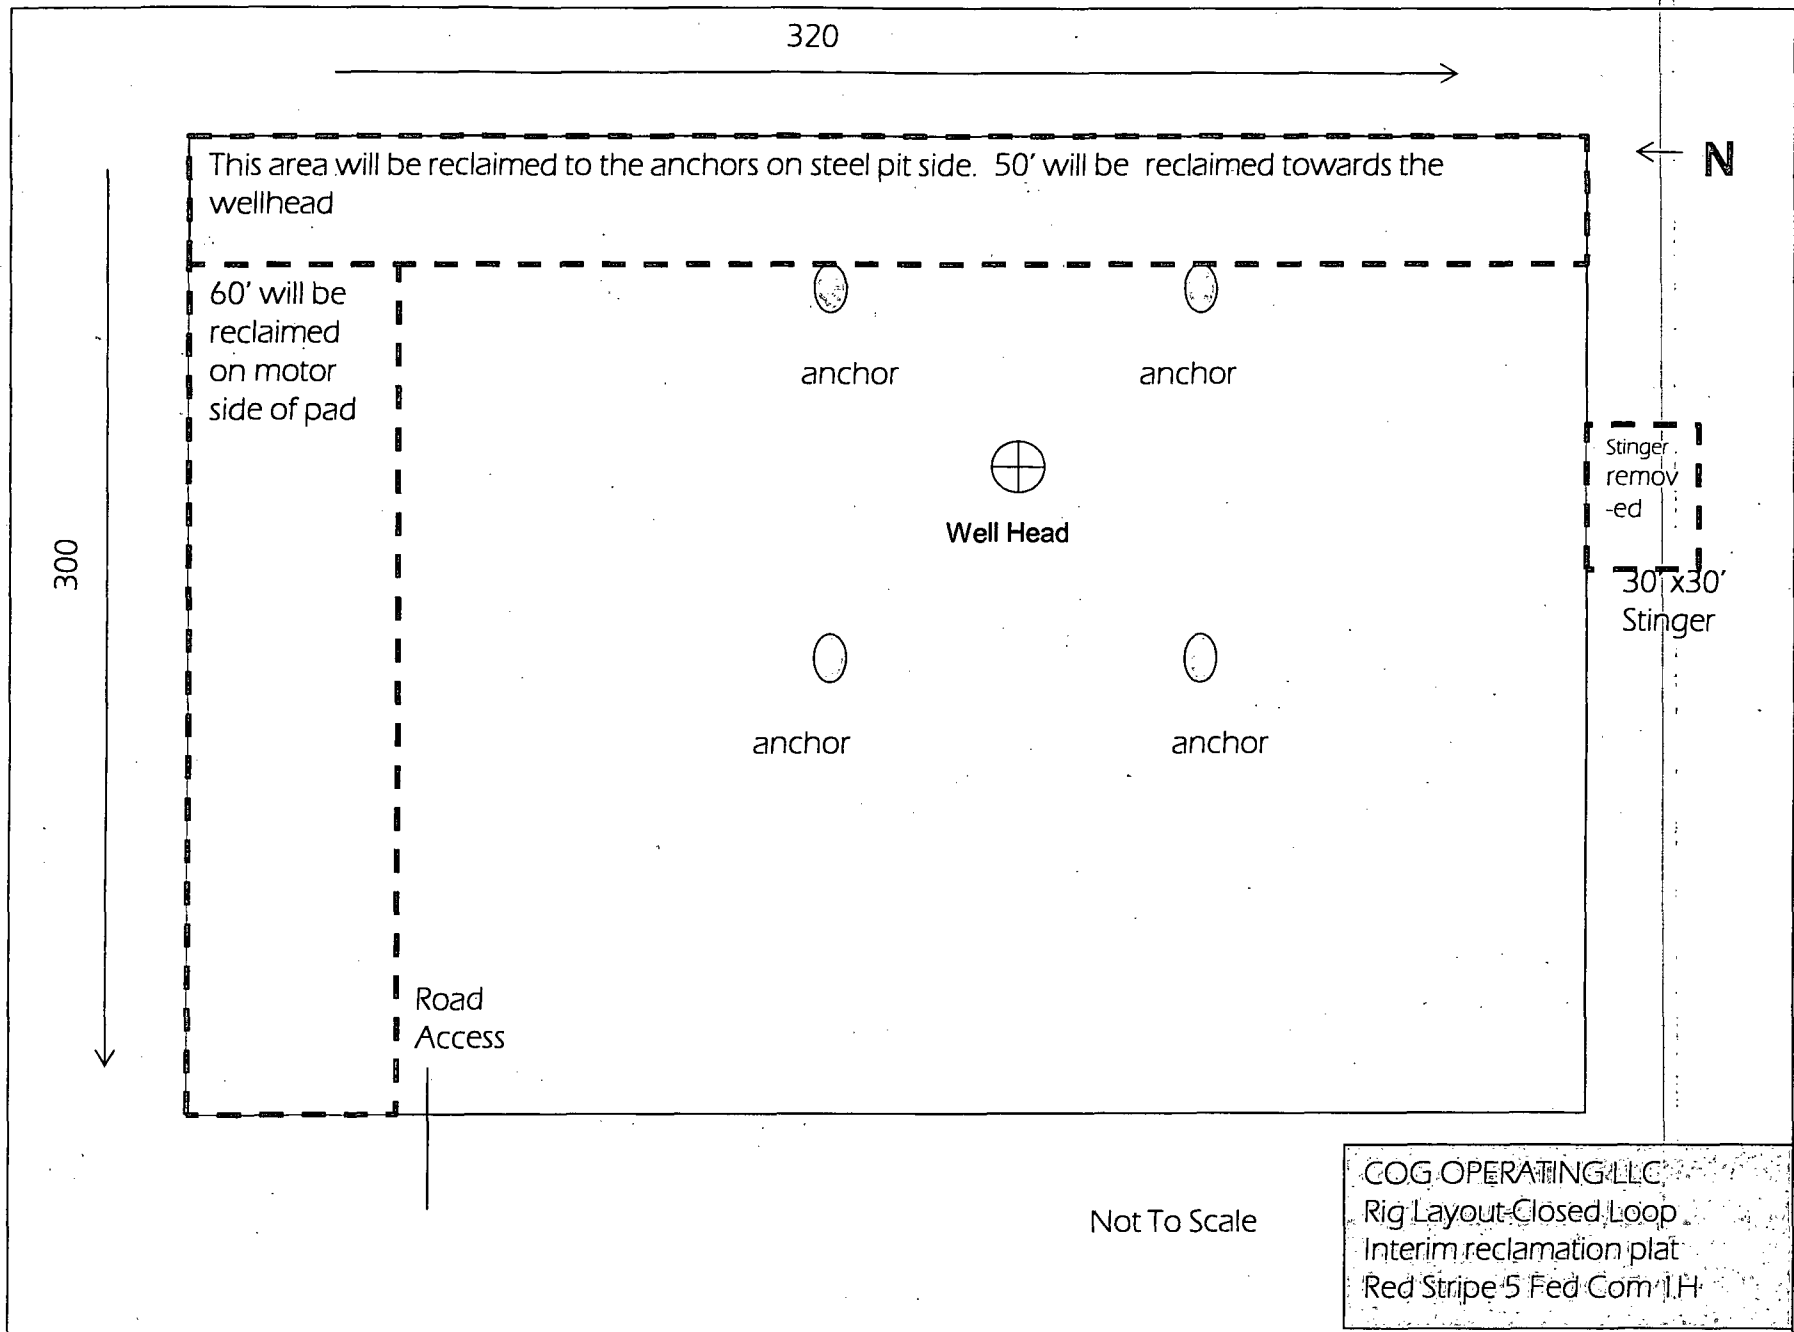 320
This area will be reclaimed to the anchors on steel pit side. 50' will be reclaimed towards the
wellhead
N
60' will be
reclaimed
on motor
side of pad
anchor
anchor
Stinger
remov
-ed
Well Head
300
30' x30'
Stinger
anchor
anchor
Road
Access
Not To Scale
COG OPERATING LLC
Rig Layout-Closed Loop
Interim reclamation plat
Red Stripe 5 Fed Com 1H